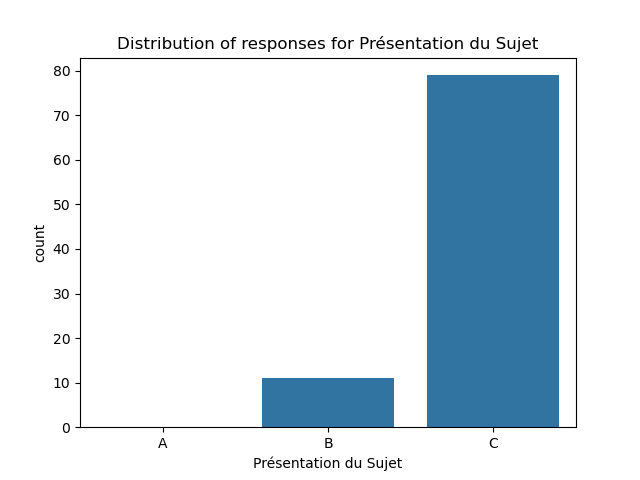 Distribution of responses for Présentation du Sujet
80
70
60
50
40
30
20
10
0
count
A B C
Présentation du Sujet